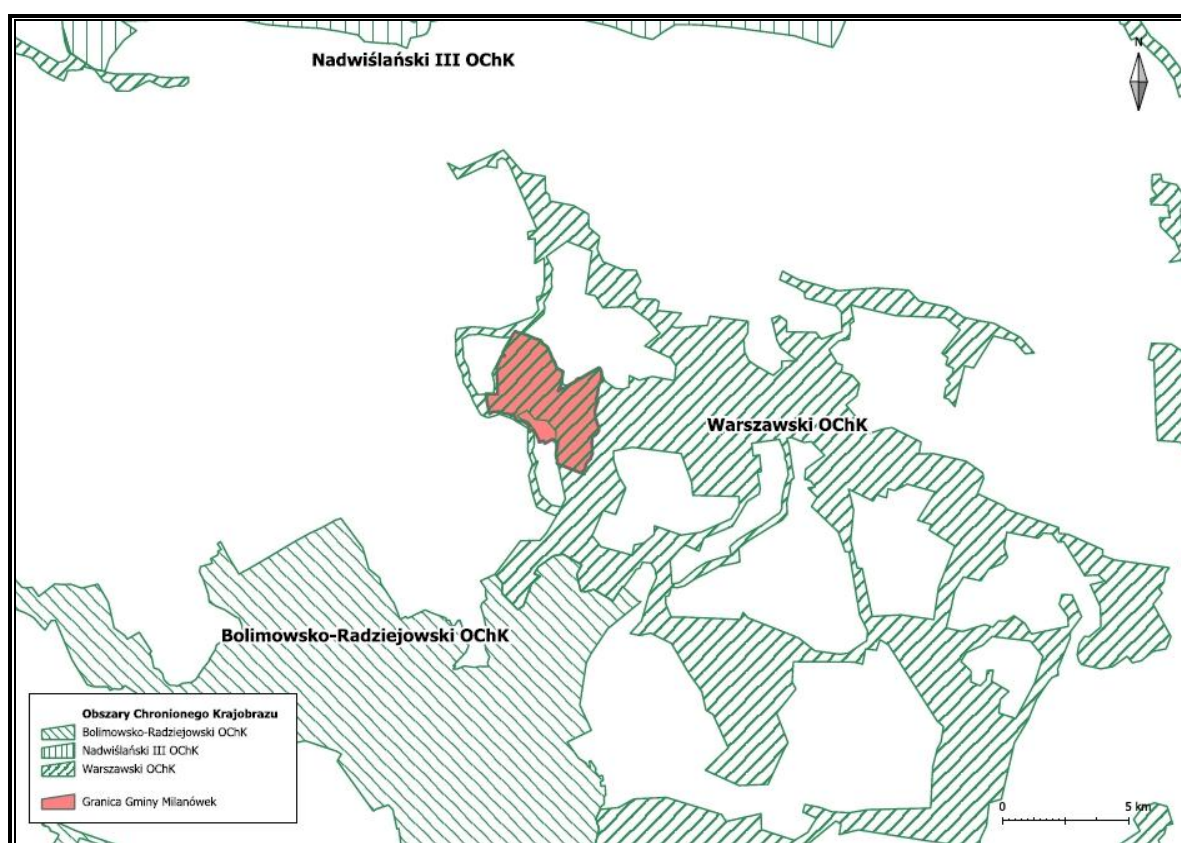 Nadwiślański III OChK
N
Warszawski OChK
Bolimowsko-Radziejowski OChK
Obszary Chronionego Krajobrazu
Bolimowsko-Radziejowski OChK
Nadwiślański III OChK
Warszawski OChK
Granica Gminy Milanówek
0 5 km